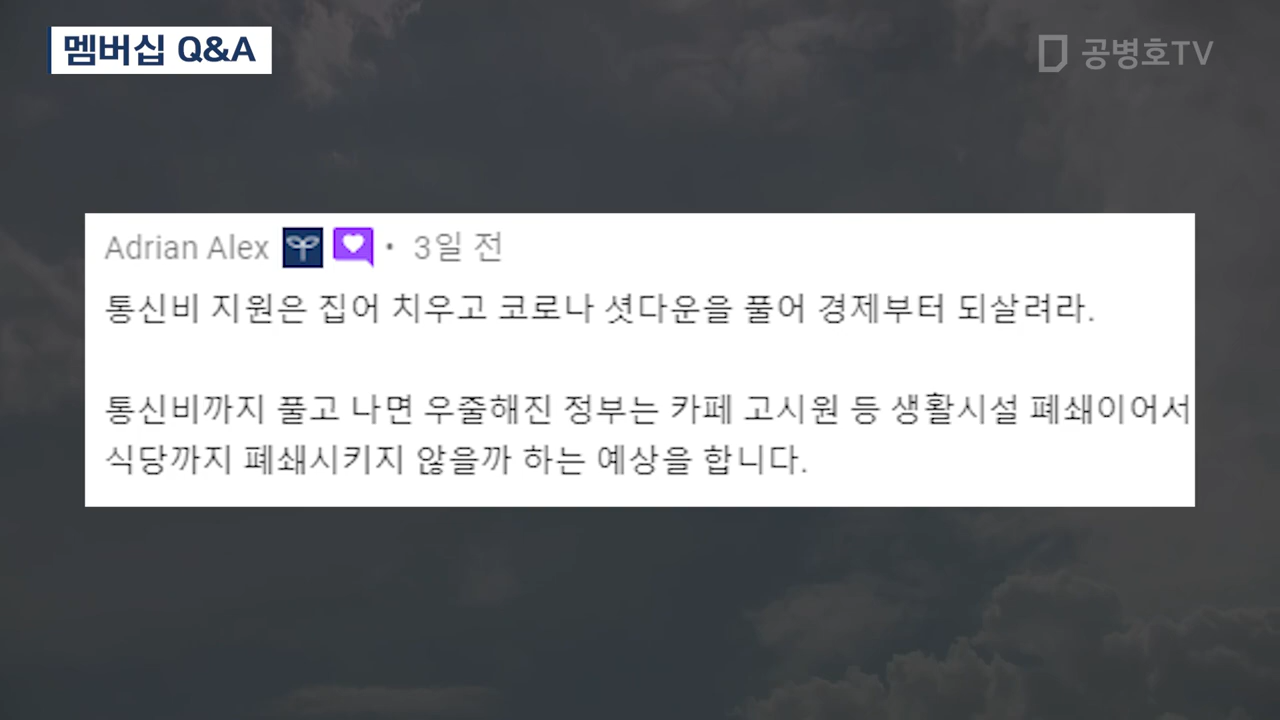 멤버십 Q&A
공병호TV
Adrian Alex • 3일 전
통신비 지원은 집어 치우고 코로나 셧다운을 풀어 경제부터 되살려라.
통신비까지 풀고 나면 우줄해진 정부는 카페 고시원 등 생활시설 폐쇄이어서
식당까지 폐쇄시키지 않을까 하는 예상을 합니다.